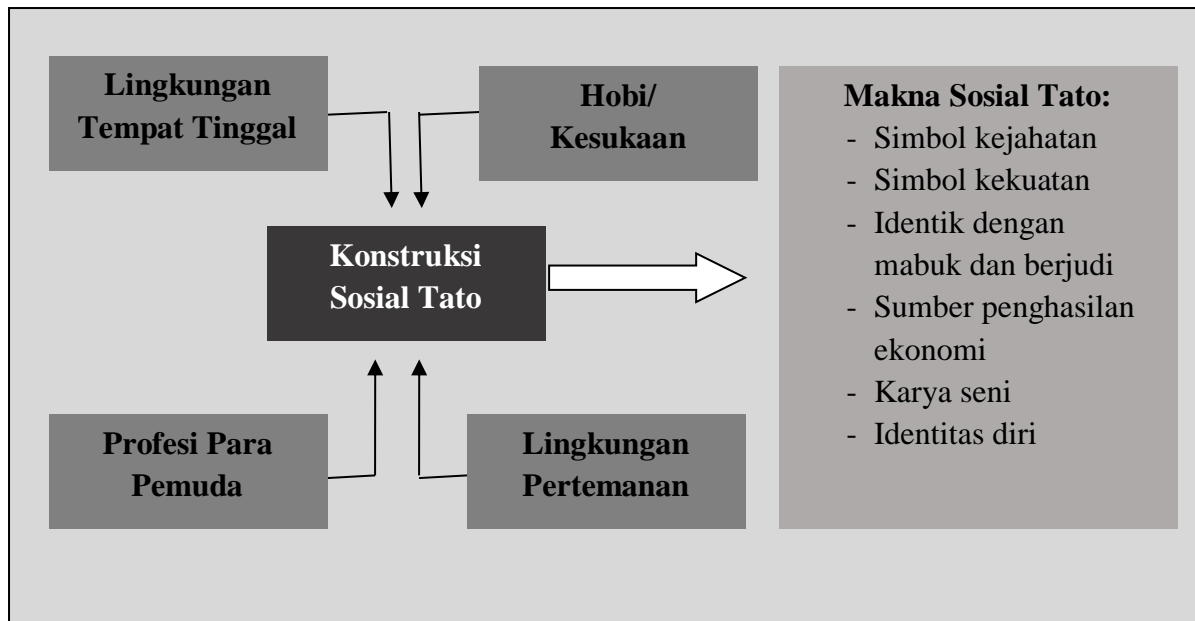 Lingkungan
Tempat Tinggal
Hobi/
Kesukaan
Konstruksi
Sosial Tato
Profesi Para
Pemuda
Lingkungan
Pertemanan
Makna Sosial Tato:
- Simbol kejahatan
- Simbol kekuatan
- Identik dengan
mabuk dan berjudi
- Sumber penghasilan
ekonomi
- Karya seni
- Identitas diri